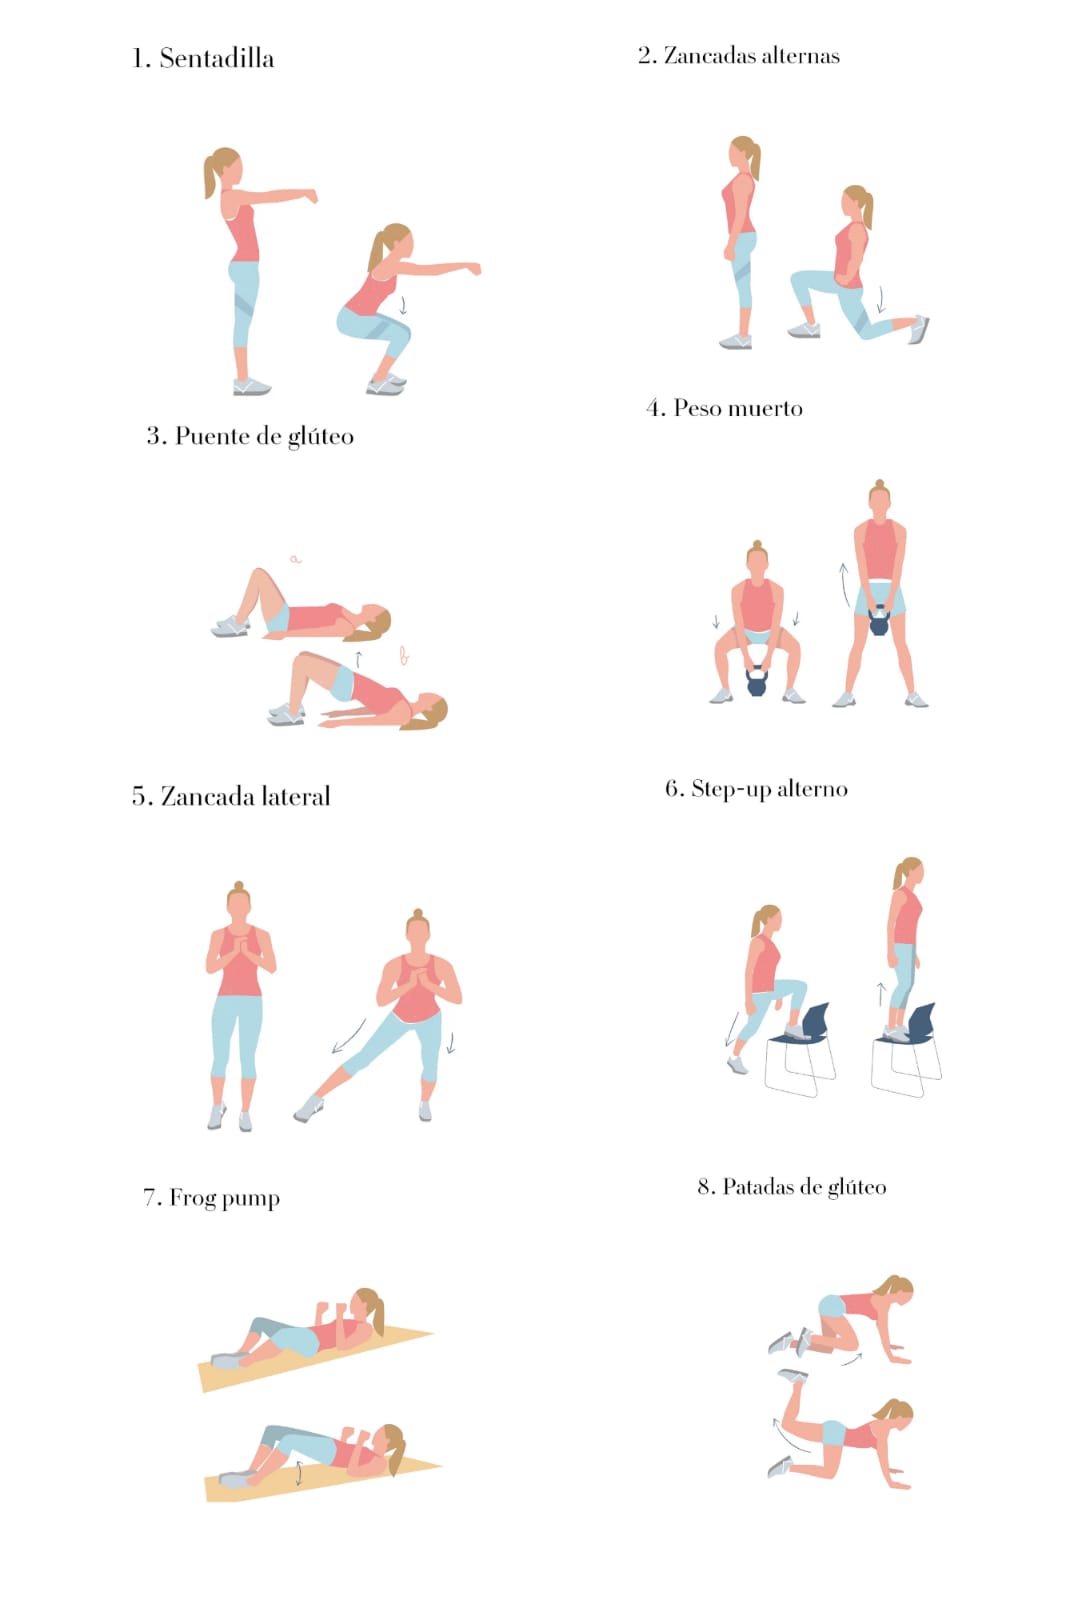 1. Sentadilla
2. Zancadas alternas
3. Puente de glúteo
4. Peso muerto
a
b
5. Zancada lateral
6. Step-up alterno
7. Frog pump
8. Patadas de glúteo